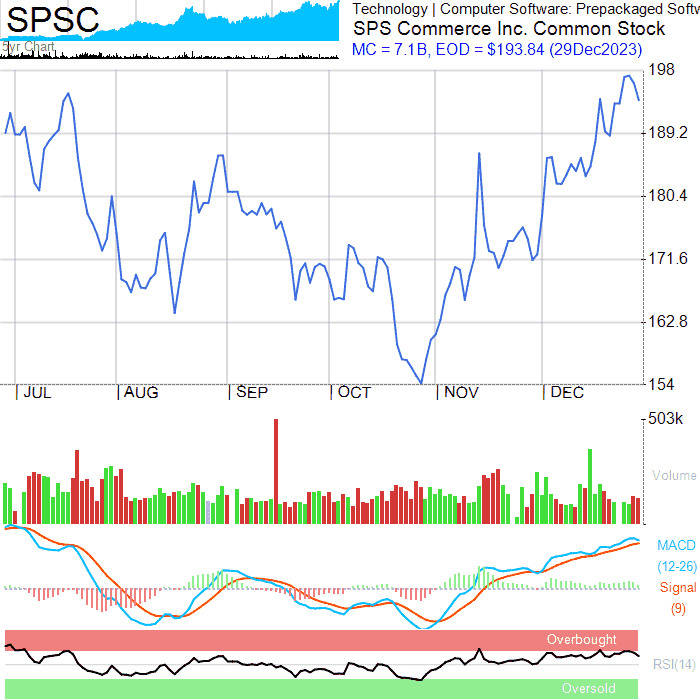 SPSC
5yr Chart
Technology | Computer Software: Prepackaged Softw
SPS Commerce Inc. Common Stock
MC = 7.1B, EOD = $193.84 (29Dec2023)
198
189.2
180.4
171.6
162.8
154
JUL
AUG
SEP
OCT
NOV
DEC
503k
Volume
MACD
(12-26)
Signal
(9)
Overbought
RSI(14)
Oversold